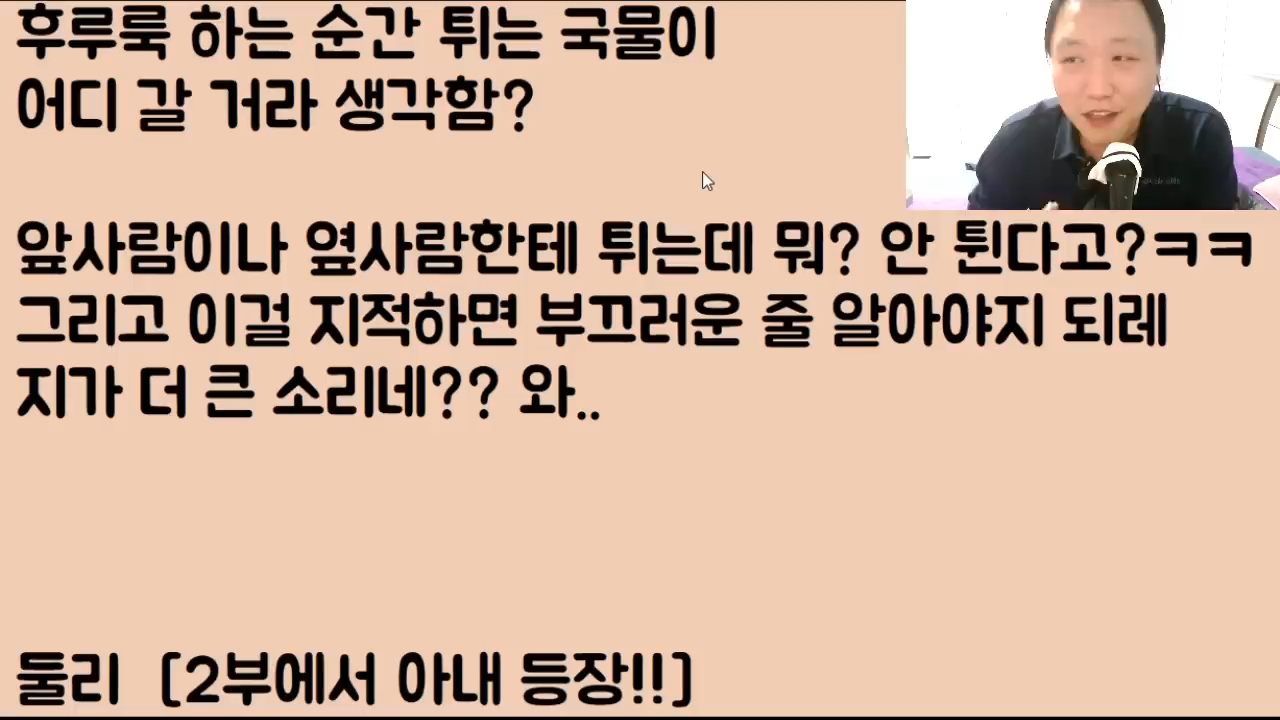 후루룩 하는 순간 튀는 국물이
어디 갈 거라 생각함?
앞사람이나 옆사람한테 튀는데 뭐? 안 튄다고?ㅋㅋ
그리고 이걸 지적하면 부끄러운 줄 알아야지 되레
지가 더 큰 소리네?? 와..
둘리 [2부에서 아내 등장!!]